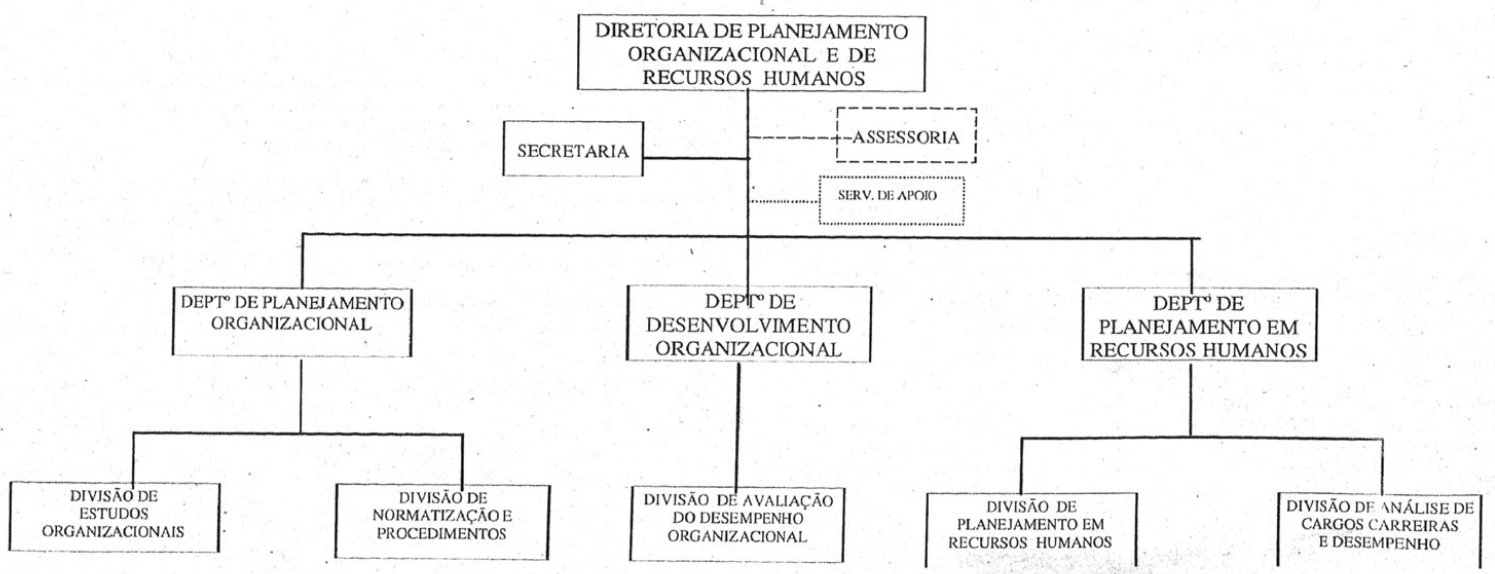 DIRETORIA DE PLANEJAMENTO
ORGANIZACIONAL E DE
RECURSOS HUMANOS
ASSESSORIA
SECRETARIA
SERV. DE APOIO
DEPTº DE PLANEJAMENTO
ORGANIZACIONAL
DEPTº DE
DESENVOLVIMENTO
ORGANIZACIONAL
DEPTº DE
PLANEJAMENTO EM
RECURSOS HUMANOS
DIVISÃO DE
ESTUDOS
ORGANIZACIONAIS
DIVISÃO DE
NORMATIZAÇÃO E
PROCEDIMENTOS
DIVISÃO DE AVALIAÇÃO
DO DESEMPENHO
ORGANIZACIONAL
DIVISÃO DE
PLANEJAMENTO EM
RECURSOS HUMANOS
DIVISÃO DE ANÁLISE DE
CARGOS CARREIRAS
E DESEMPENHO